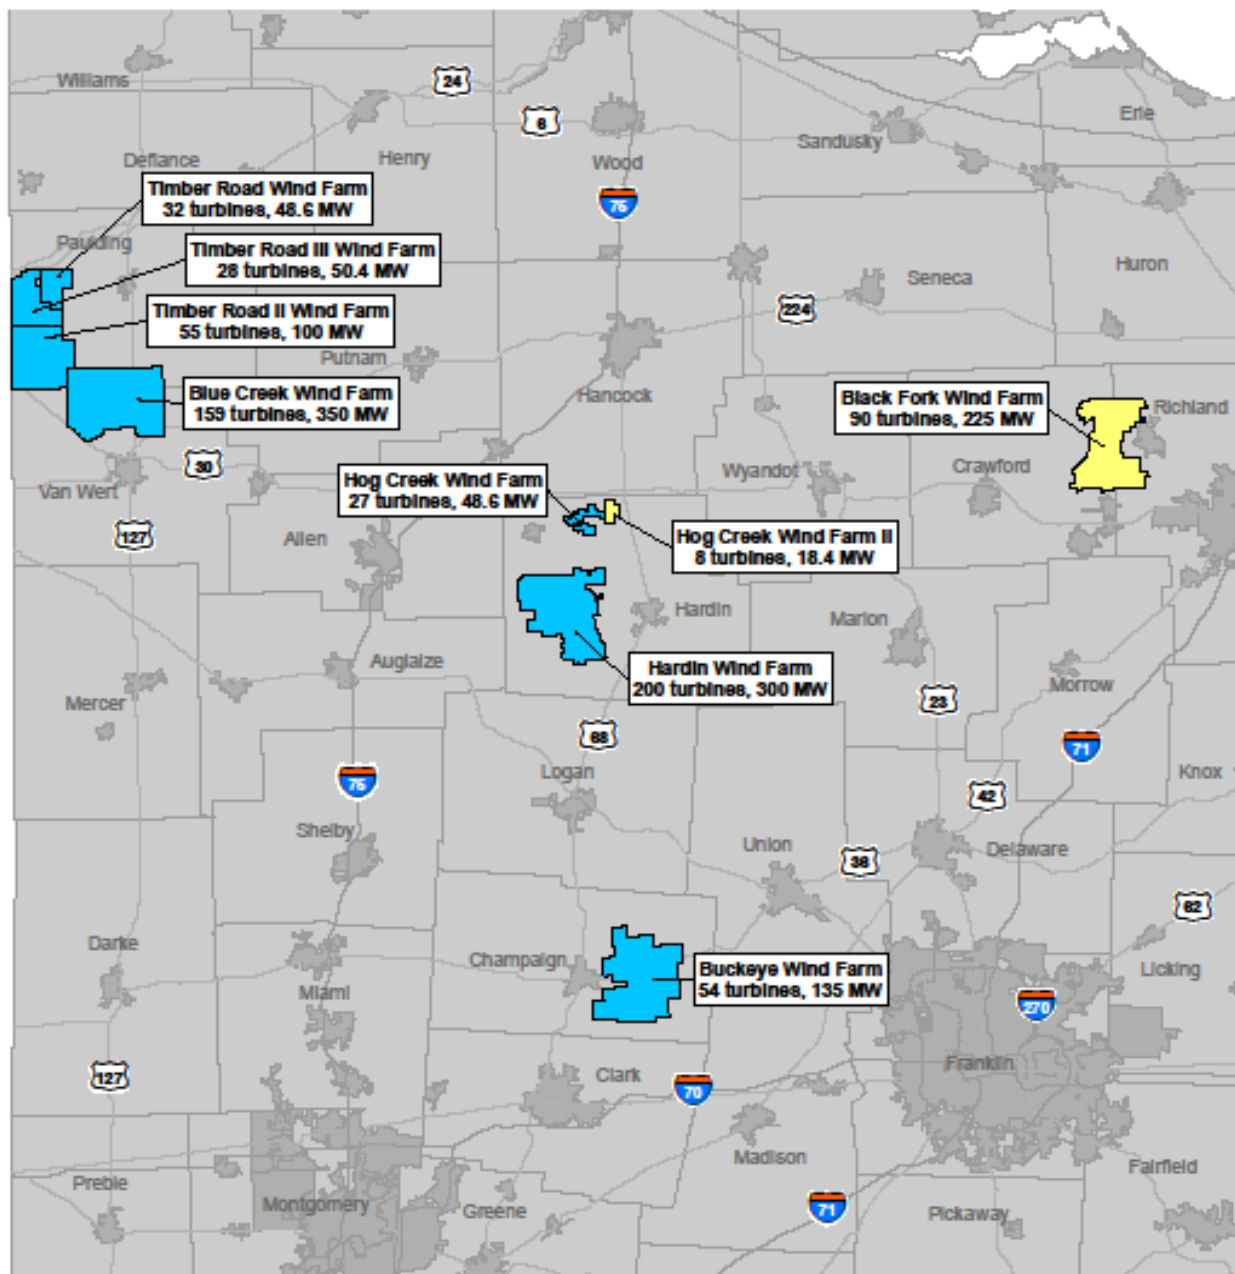 Williams
24
6
Erie
Sandusky
Defiance
Henry
Wood
Timber Road Wind Farm
32 turbines, 48.6 MW
75
Paulding
Timber Road III Wind Farm
28 turbines, 50.4 MW
Huron
Seneca
Timber Road II Wind Farm
55 turbines, 100 MW
224
Putnam
Blue Creek Wind Farm
159 turbines, 350 MW
Hancock
Black Fork Wind Farm
90 turbines, 225 MW
Richland
30
Van Wert
Hog Creek Wind Farm
27 turbines, 48.6 MW
Wyandot
Crawford
127
Allen
Hog Creek Wind Farm II
8 turbines, 18.4 MW
Hardin
Marion
Auglaize
Hardin Wind Farm
200 turbines, 300 MW
Morrow
Mercer
23
68
71
Logan
75
Knox
42
Shelby
Union
36
Delaware
62
Darke
Champaign
Buckeye Wind Farm
54 turbines, 135 MW
Licking
Miami
270
Franklin
127
Clark
70
Madison
Fairfield
Preble
Montgomery
Greene
71
Pickaway